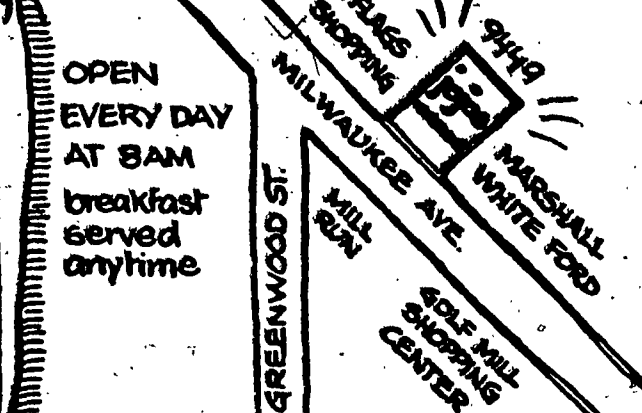 OPEN
EVERY DAY
AT 8AM
breakfast
served
anytime
FLAGS
SHOPPING
9449
MILWAUKEE AVE.
MARSHALL
WHITE FORD
GREENWOOD ST.
MILL
RUN
GOLF MILL
SHOPPING
CENTER